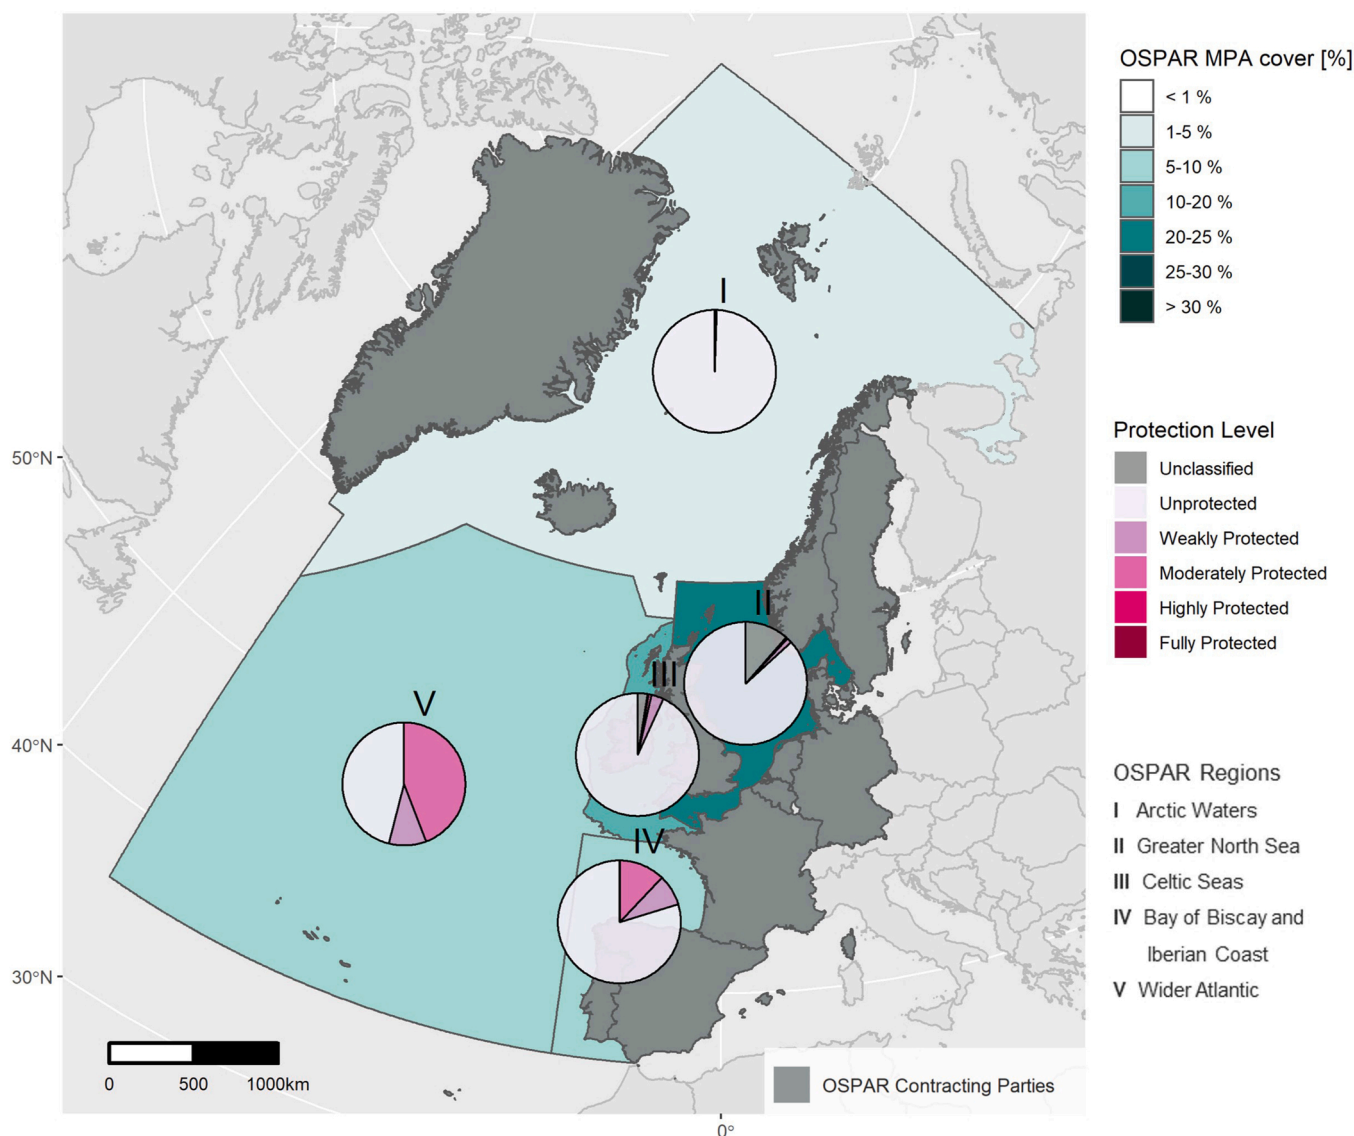 OSPAR MPA cover [%]
< 1 %
1-5 %
5-10 %
10-20 %
20-25 %
25-30 %
> 30 %
I
Protection Level
Unclassified
Unprotected
Weakly Protected
Moderately Protected
Highly Protected
Fully Protected
50°N
II
III
V
40°N
IV
OSPAR Regions
I Arctic Waters
II Greater North Sea
III Celtic Seas
IV Bay of Biscay and
Iberian Coast
V Wider Atlantic
30°N
0 500 1000km
OSPAR Contracting Parties
0°